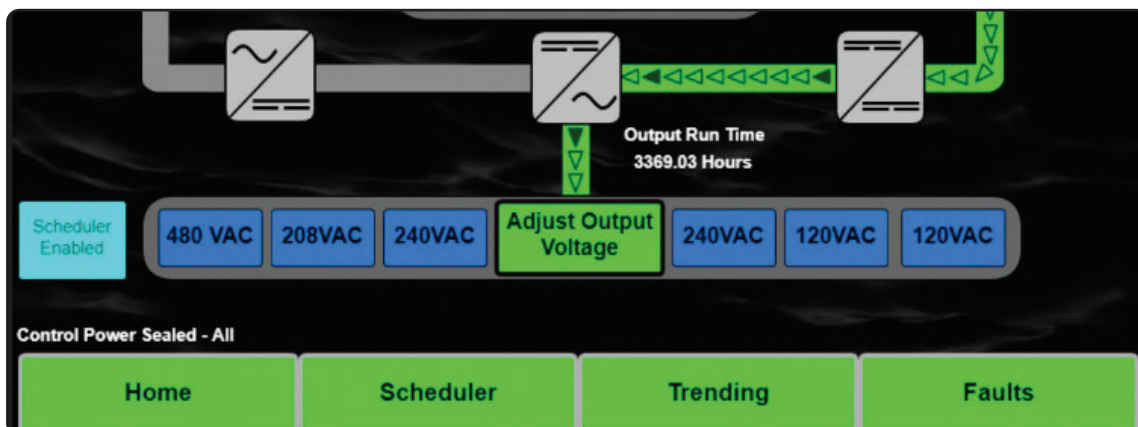 Output Run Time
3369.03 Hours
Scheduler
Enabled
480 VAC
208VAC
240VAC
Adjust Output
Voltage
240VAC
120VAC
120VAC
Control Power Sealed - All
Home
Scheduler
Trending
Faults